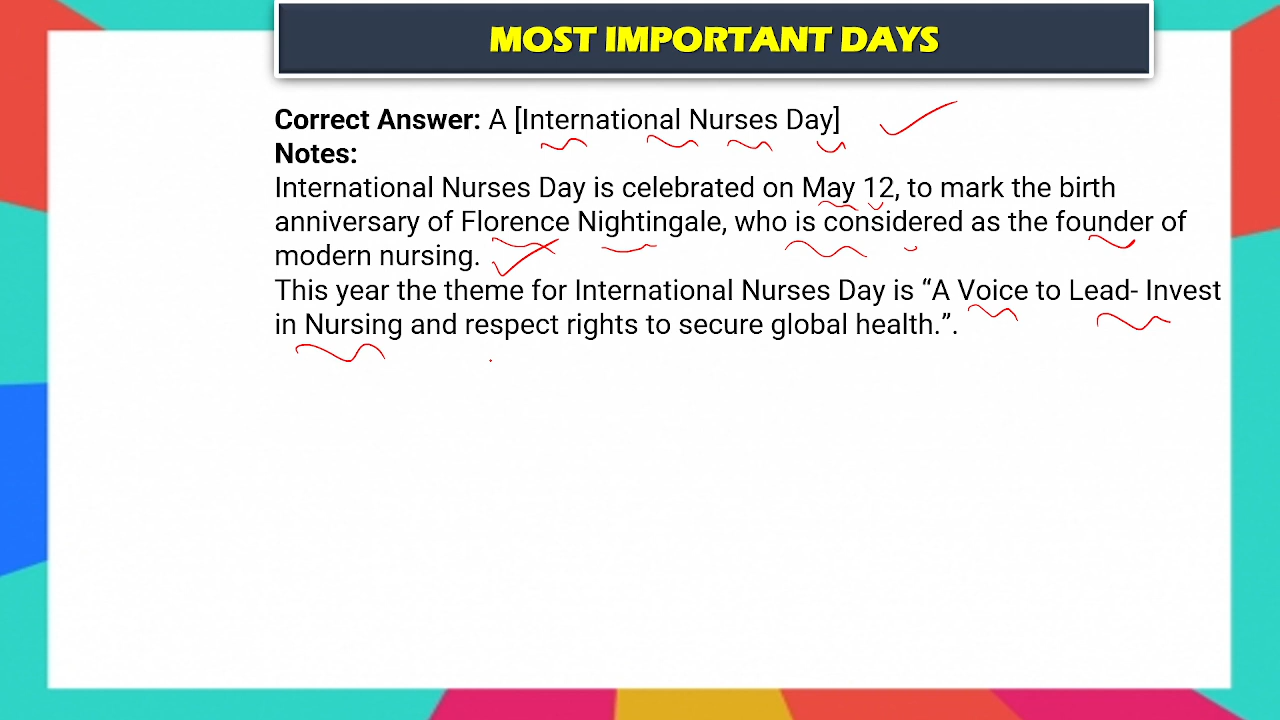 MOST IMPORTANT DAYS
Correct Answer: A [International Nurses Day]
Notes:
International Nurses Day is celebrated on May 12, to mark the birth
anniversary of Florence Nightingale, who is considered as the founder of
modern nursing.
This year the theme for International Nurses Day is “A Voice to Lead- Invest
in Nursing and respect rights to secure global health.”.